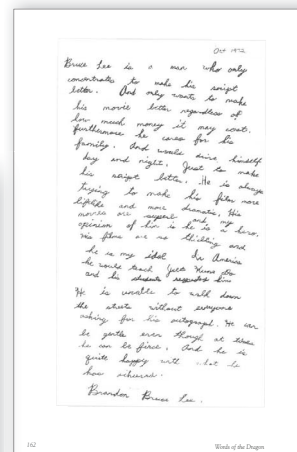 Oct 1972
Bruce Lee is a man who only
concentrates to make his script
better. And only wants to make
his movie better regardless of
how much money it may cost.
furthermore he cares for his
family. And would drive himself
day and night. Just to make
his script better. He is always
trying to make his films more
lifelike and more dramatic. His
movies are superb and my
opinion of him is he is a hero.
his films are so thrilling and
he is my idol. In America
he would teach Jeet Kune Do
and his students respected him
He is unable to walk down
the streets without everyone
asking for his autograph. He can
be gentle even though at times
he can be fierce. And he is
quite happy with what he
has achieved.
Brandon Bruce Lee.
162
Words of the Dragon